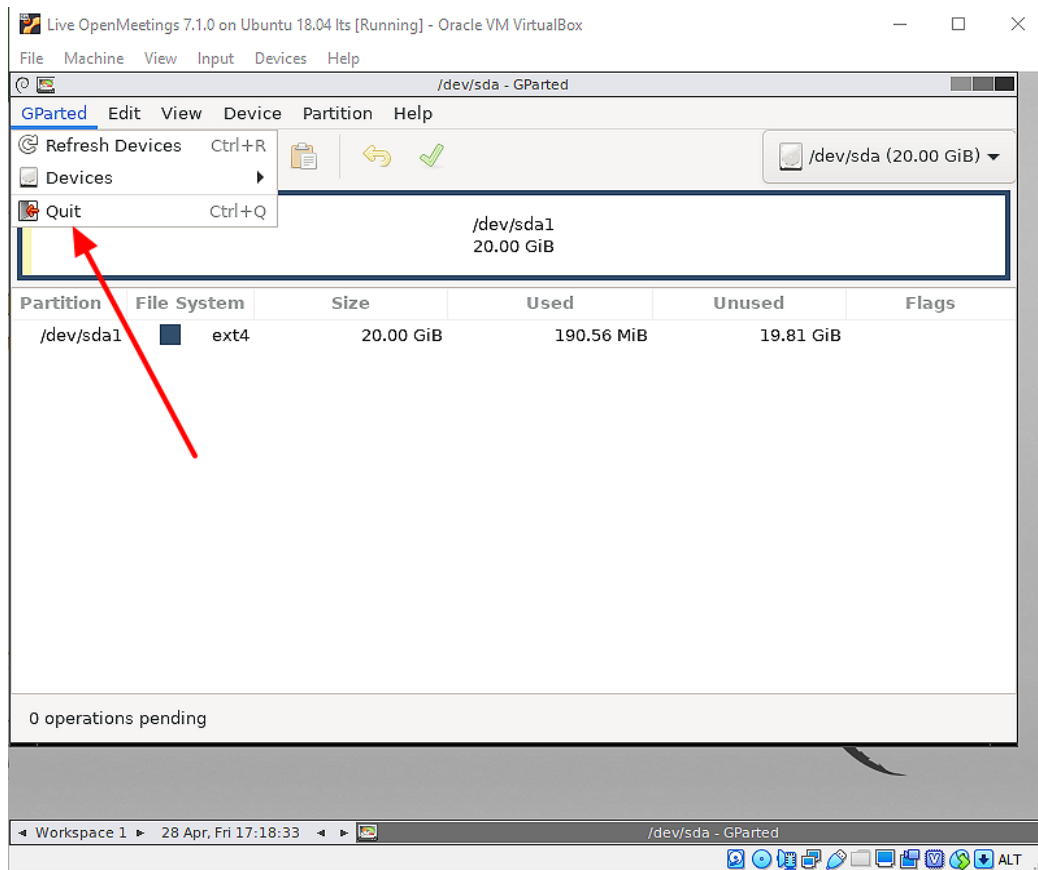 Live OpenMeetings 7.1.0 on Ubuntu 18.04 lts [Running] - Oracle VM VirtualBox
File Machine View Input Devices Help
/dev/sda - GParted
GParted Edit View Device Partition Help
Refresh Devices Ctrl+R
/dev/sda (20.00 GiB)
Devices
Quit Ctrl+Q
/dev/sda1
20.00 GiB
Partition File System Size Used Unused Flags
/dev/sda1 ext4 20.00 GiB 190.56 MiB 19.81 GiB
0 operations pending
Workspace 1 28 Apr, Fri 17:18:33 /dev/sda - GParted
ALT